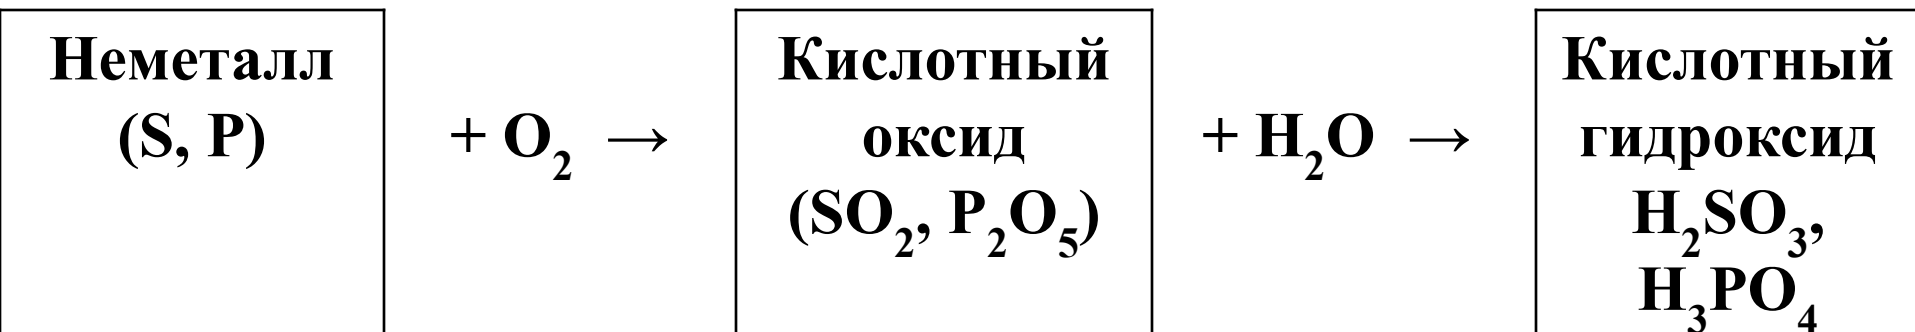 Неметалл
(S, P)
+ O₂ →
Кислотный
оксид
(SO₂, P₂O₅)
+ H₂O →
Кислотный
гидроксид
H₂SO₃,
H₃PO₄